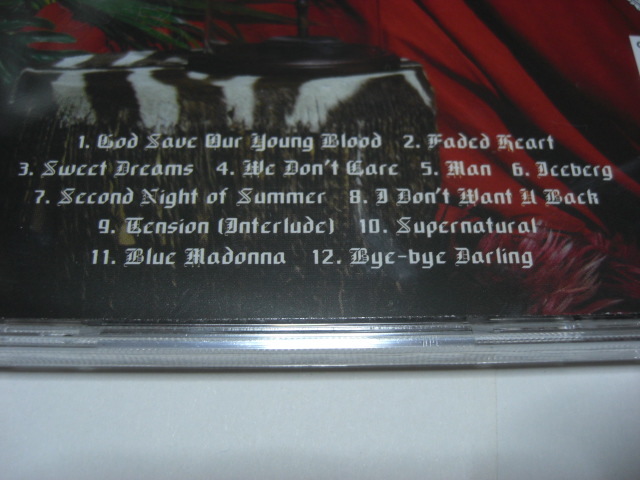 1. God Save Our Young Blood 2. Faded Heart
3. Sweet Dreams 4. We Don't Care 5. Man 6. Iceberg
7. Second Night of Summer 8. I Don't Want U Back
9. Tension (Interlude) 10. Supernatural
11. Blue Madonna 12. Bye-bye Darling